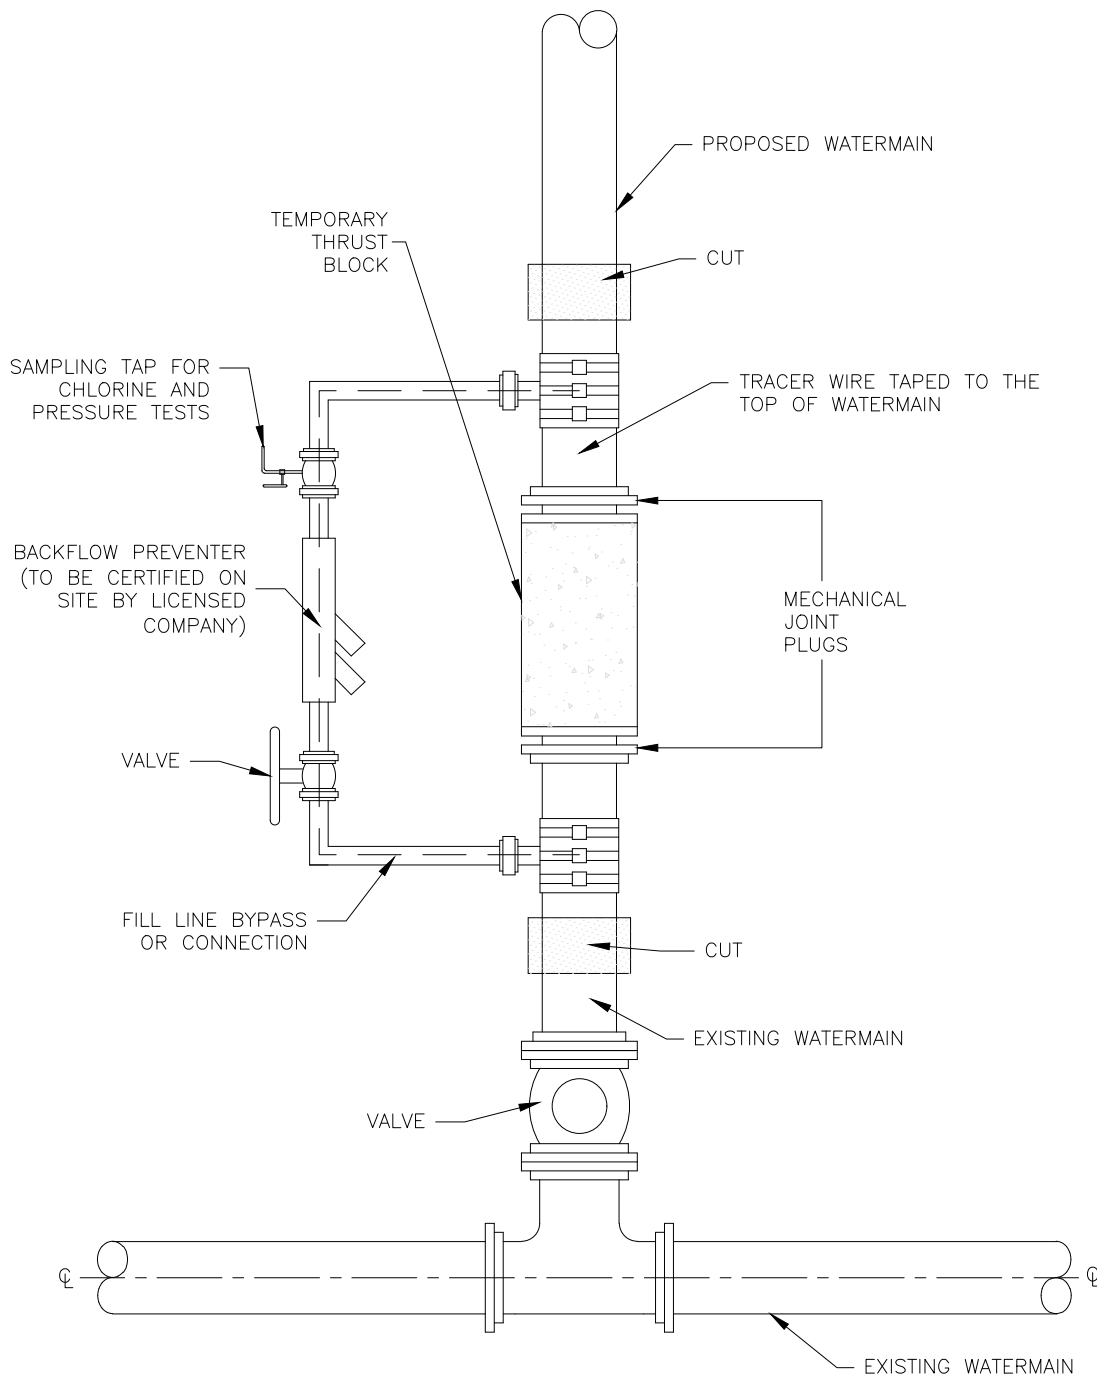 PROPOSED WATERMAIN
TEMPORARY
THRUST
BLOCK
CUT
SAMPLING TAP FOR
CHLORINE AND
PRESSURE TESTS
TRACER WIRE TAPED TO THE
TOP OF WATERMAIN
BACKFLOW PREVENTER
(TO BE CERTIFIED ON
SITE BY LICENSED
COMPANY)
MECHANICAL
JOINT
PLUGS
VALVE
FILL LINE BYPASS
OR CONNECTION
CUT
EXISTING WATERMAIN
VALVE
℄
℄
EXISTING WATERMAIN